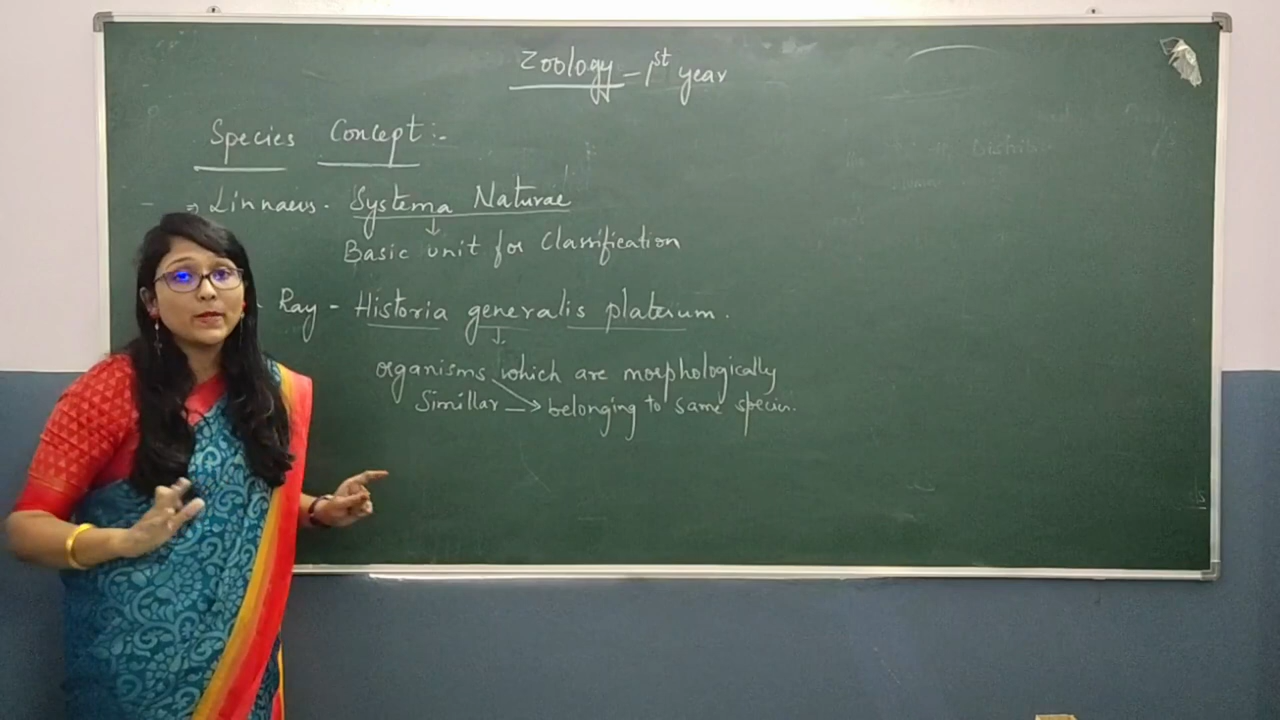 Zoology - 1st year
Species Concept :-
⇒ Linnaeus - Systema Naturae
↓
Basic unit for Classification
Ray - Historia generalis platerum.
↓
organisms which are morphologically
Simillar → belonging to same species.